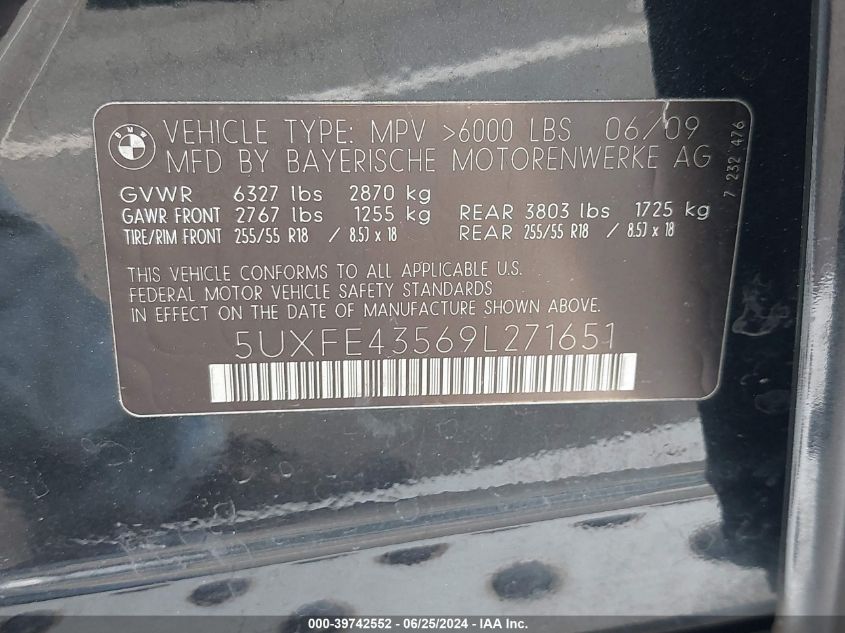 BMW
VEHICLE TYPE: MPV >6000 LBS 06/09
MFD BY BAYERISCHE MOTORENWERKE AG
7 232 476
GVWR 6327 lbs 2870 kg
GAWR FRONT 2767 lbs 1255 kg REAR 3803 lbs 1725 kg
TIRE/RIM FRONT 255/55 R18 / 8.5J x 18 REAR 255/55 R18 / 8.5J x 18
THIS VEHICLE CONFORMS TO ALL APPLICABLE U.S.
FEDERAL MOTOR VEHICLE SAFETY STANDARDS
IN EFFECT ON THE DATE OF MANUFACTURE SHOWN ABOVE.
5UXFE43569L271651
000-39742552 - 06/25/2024 - IAA Inc.